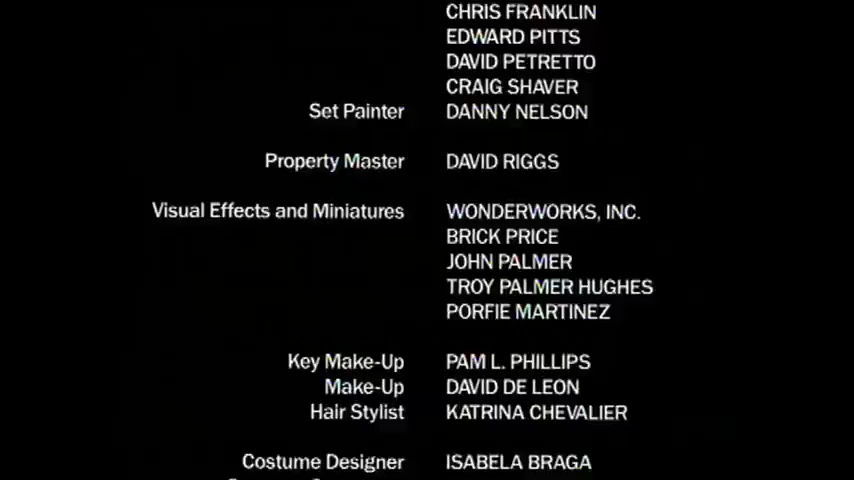 CHRIS FRANKLIN
EDWARD PITTS
DAVID PETRETTO
CRAIG SHAVER
Set Painter DANNY NELSON
Property Master DAVID RIGGS
Visual Effects and Miniatures WONDERWORKS, INC.
BRICK PRICE
JOHN PALMER
TROY PALMER HUGHES
PORFIE MARTINEZ
Key Make-Up PAM L. PHILLIPS
Make-Up DAVID DE LEON
Hair Stylist KATRINA CHEVALIER
Costume Designer ISABELA BRAGA